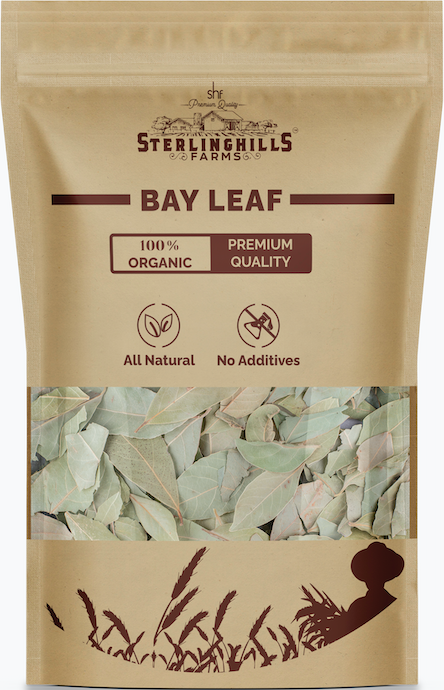 shf
Premium Quality
STERLINGHILLS
FARMS
BAY LEAF
100% ORGANIC
PREMIUM QUALITY
All Natural
No Additives